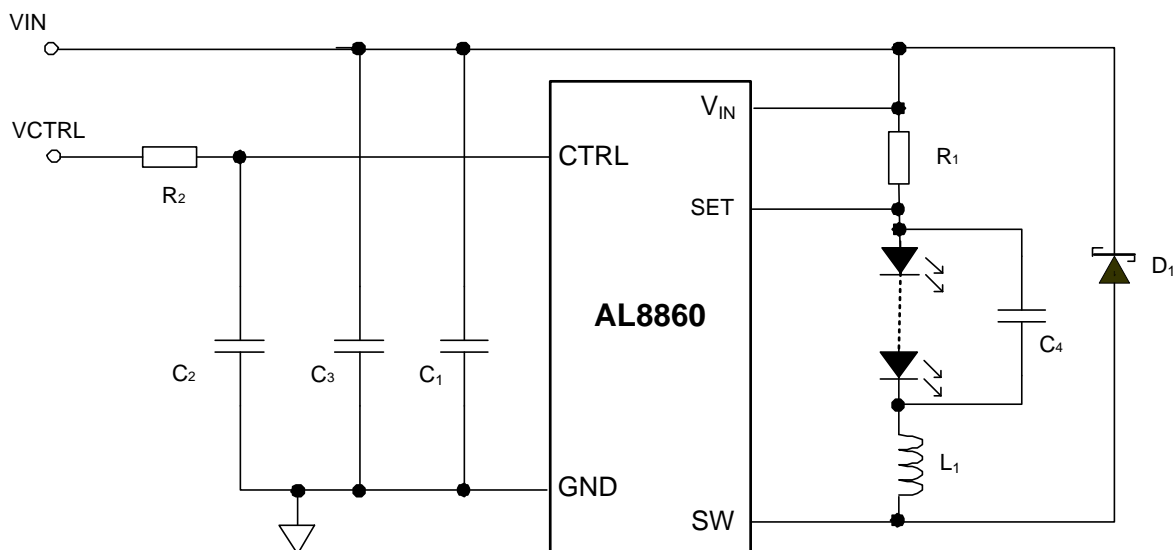 VIN
VCTRL
R2
CTRL
VIN
R1
SET
D1
AL8860
C4
C2
C3
C1
L1
GND
SW